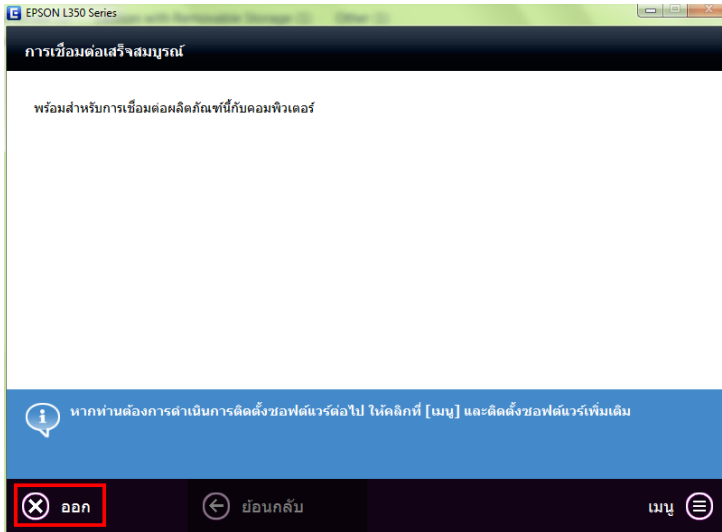 EPSON L350 Series
การเชื่อมต่อเสร็จสมบูรณ์
พร้อมสำหรับการเชื่อมต่อผลิตภัณฑ์นี้กับคอมพิวเตอร์
หากท่านต้องการดำเนินการติดตั้งซอฟต์แวร์ต่อไป ให้คลิกที่ [เมนู] และติดตั้งซอฟต์แวร์เพิ่มเติม
ออก
ย้อนกลับ
เมนู